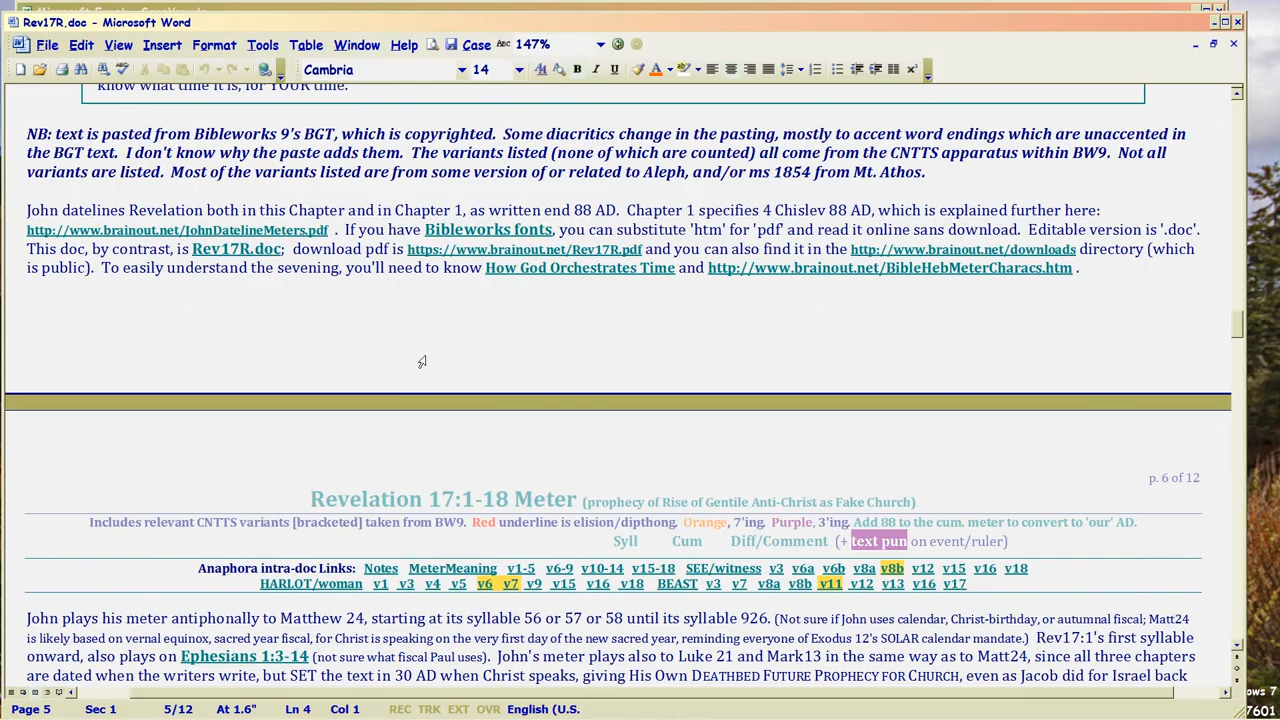 Rev17R.doc - Microsoft Word
File Edit View Insert Format Tools Table Window Help Case 147%
Cambria 14
know what time it is, for YOUR time.
NB: text is pasted from Bibleworks 9's BGT, which is copyrighted. Some diacritics change in the pasting, mostly to accent word endings which are unaccented in
the BGT text. I don't know why the paste adds them. The variants listed (none of which are counted) all come from the CNTTS apparatus within BW9. Not all
variants are listed. Most of the variants listed are from some version of or related to Aleph, and/or ms 1854 from Mt. Athos.
John datelines Revelation both in this Chapter and in Chapter 1, as written end 88 AD. Chapter 1 specifies 4 Chislev 88 AD, which is explained further here:
http://www.brainout.net/JohnDatelineMeters.pdf . If you have Bibleworks fonts, you can substitute 'htm' for 'pdf' and read it online sans download. Editable version is '.doc'.
This doc, by contrast, is Rev17R.doc; download pdf is https://www.brainout.net/Rev17R.pdf and you can also find it in the http://www.brainout.net/downloads directory (which
is public). To easily understand the sevening, you'll need to know How God Orchestrates Time and http://www.brainout.net/BibleHebMeterCharacs.htm .
p. 6 of 12
Revelation 17:1-18 Meter (prophecy of Rise of Gentile Anti-Christ as Fake Church)
Includes relevant CNTTS variants [bracketed] taken from BW9. Red underline is elision/dipthong. Orange, 7'ing. Purple, 3'ing. Add 88 to the cum. meter to convert to 'our' AD.
Syll Cum Diff/Comment (+ text pun on event/ruler)
Anaphora intra-doc Links: Notes MeterMeaning v1-5 v6-9 v10-14 v15-18 SEE/witness v3 v6a v6b v8a v8b v12 v15 v16 v18
HARLOT/woman v1 v3 v4 v5 v6 v7 v9 v15 v16 v18 BEAST v3 v7 v8a v8b v11 v12 v13 v16 v17
John plays his meter antiphonally to Matthew 24, starting at its syllable 56 or 57 or 58 until its syllable 926. (Not sure if John uses calendar, Christ-birthday, or autumnal fiscal; Matt24
is likely based on vernal equinox, sacred year fiscal, for Christ is speaking on the very first day of the new sacred year, reminding everyone of Exodus 12's SOLAR calendar mandate.) Rev17:1's first syllable
onward, also plays on Ephesians 1:3-14 (not sure what fiscal Paul uses). John's meter plays also to Luke 21 and Mark13 in the same way as to Matt24, since all three chapters
are dated when the writers write, but SET the text in 30 AD when Christ speaks, giving His Own DEATHBED FUTURE PROPHECY FOR CHURCH, even as Jacob did for Israel back
Page 5 Sec 1 5/12 At 1.6" Ln 4 Col 1 REC TRK EXT OVR English (U.S.
ows 7
7601